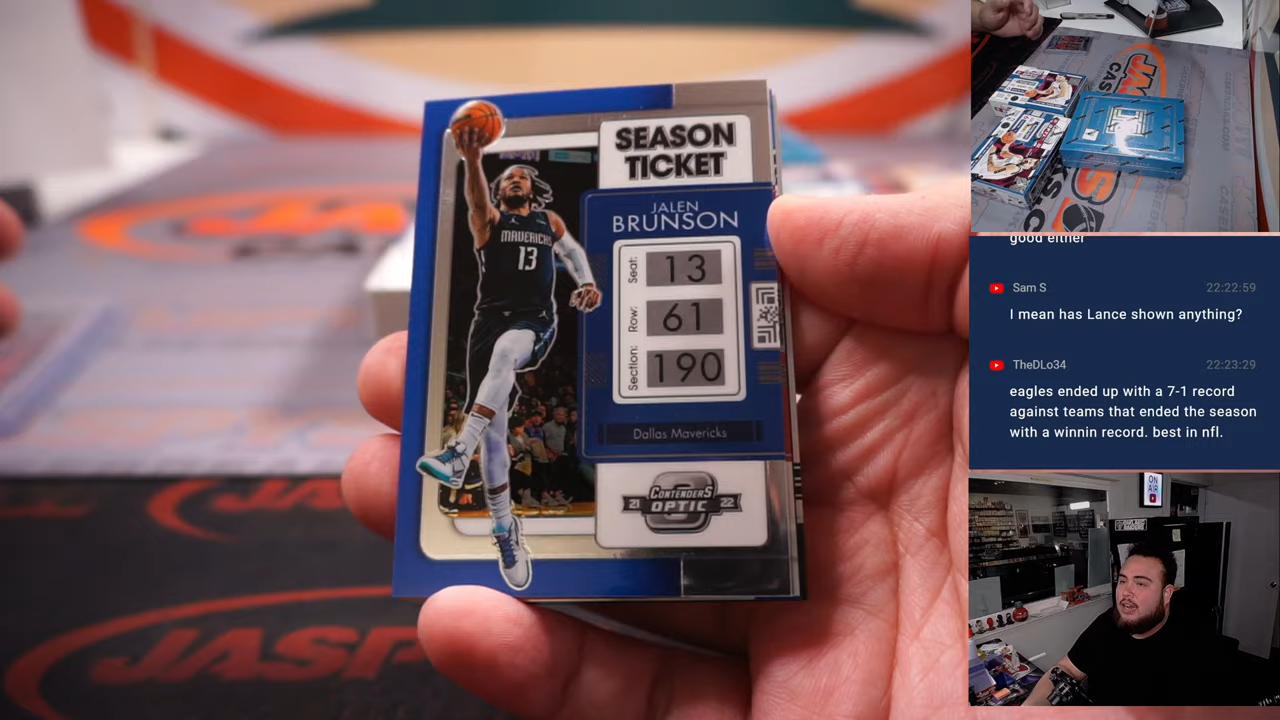 SEASON
TICKET
JALEN
BRUNSON
Seat: 13
Row: 61
Section: 190
Dallas Mavericks
MAVERICKS
13
21 CONTENDERS 22
OPTIC
JASP
good either
Sam S 22:22:59
I mean has Lance shown anything?
TheDLo34 22:23:29
eagles ended up with a 7-1 record
against teams that ended the season
with a winnin record. best in nfl.
ON
AIR